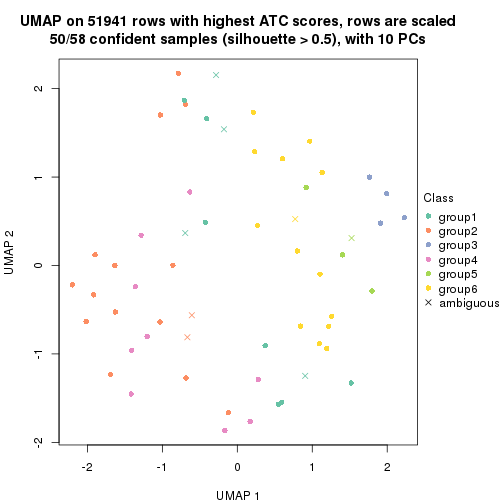 UMAP on 51941 rows with highest ATC scores, rows are scaled
50/58 confident samples (silhouette > 0.5), with 10 PCs
2
1
0
-1
-2
UMAP 2
-2
-1
0
1
2
UMAP 1
Class
group1
group2
group3
group4
group5
group6
ambiguous